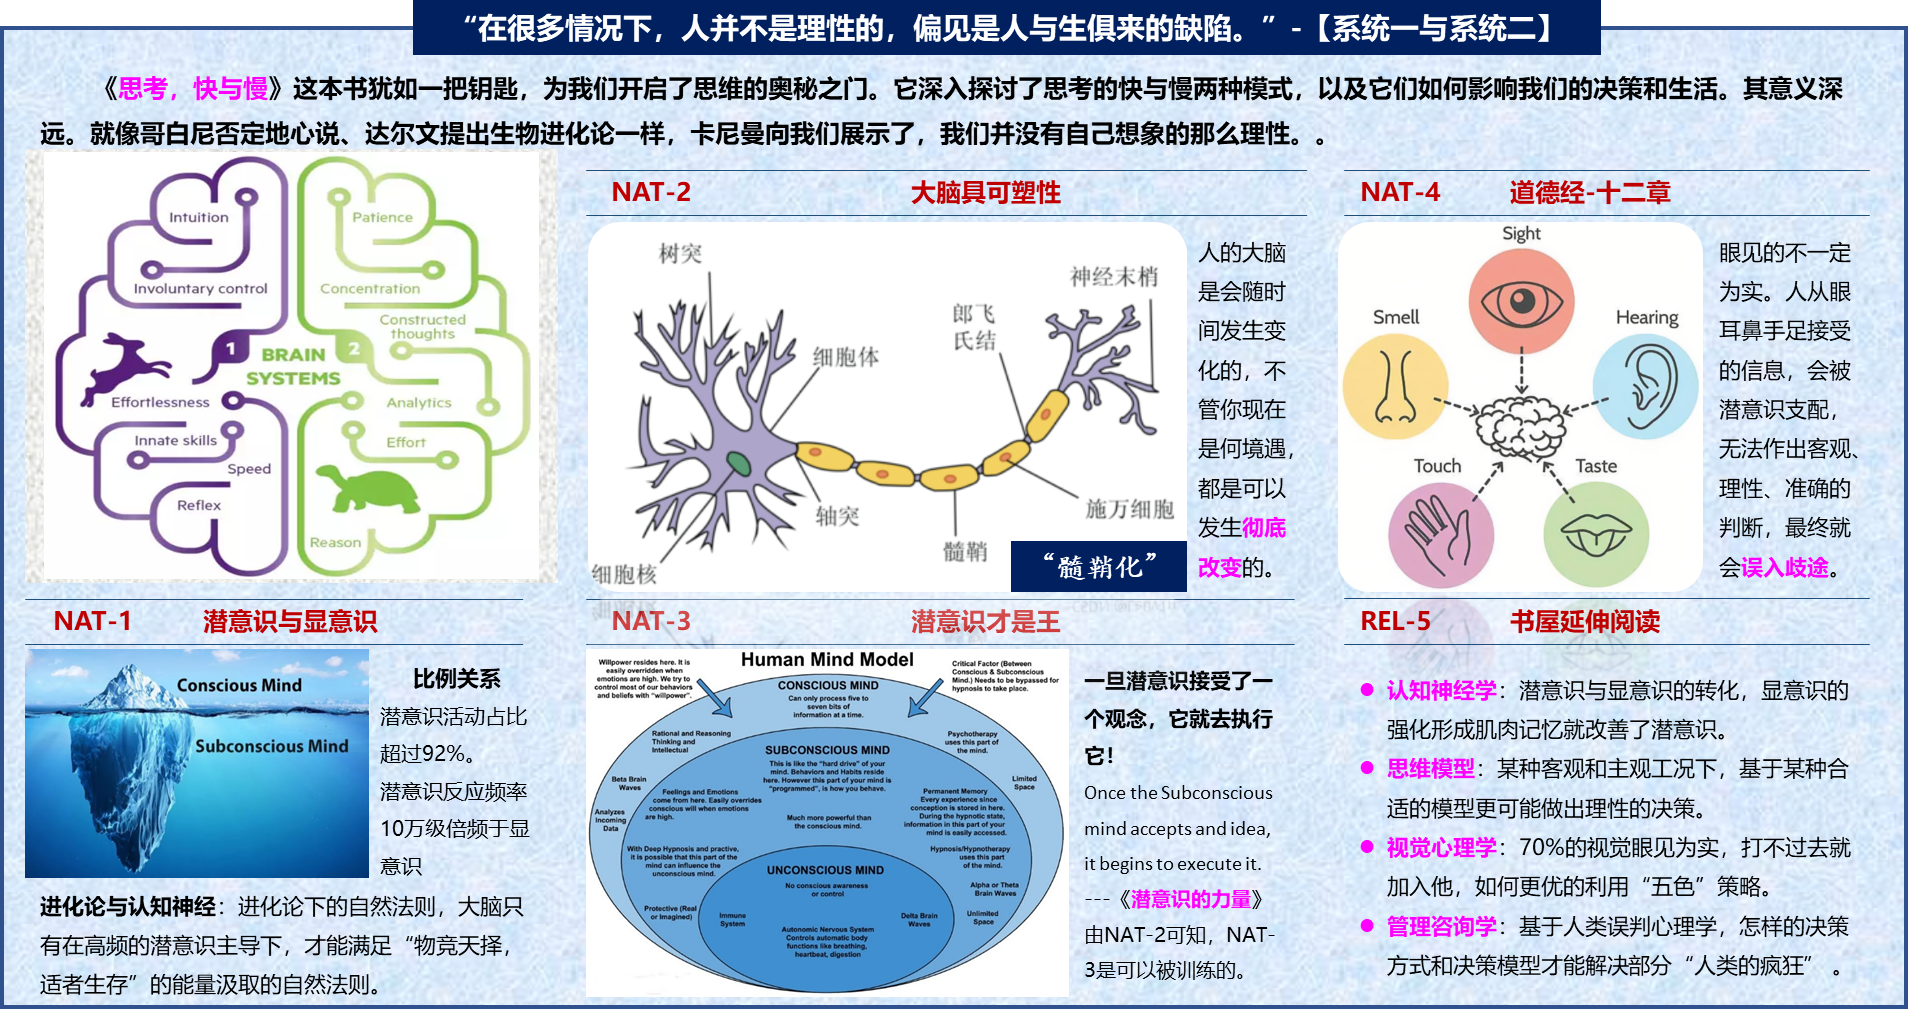 “在很多情况下，人并不是理性的，偏见是人与生俱来的缺陷。”-【系统一与系统二】
《思考，快与慢》这本书犹如一把钥匙，为我们开启了思维的奥秘之门。它深入探讨了思考的快与慢两种模式，以及它们如何影响我们的决策和生活。其意义深
远。就像哥白尼否定地心说、达尔文提出生物进化论一样，卡尼曼向我们展示了，我们并没有自己想象的那么理性。。
Intuition
Involuntary control
1
Effortlessness
Innate skills
Speed
Reflex
BRAIN
SYSTEMS
Patience
Concentration
Constructed
thoughts
2
Analytics
Effort
Reason
NAT-1 潜意识与显意识
Conscious Mind
Subconscious Mind
比例关系
潜意识活动占比
超过92%。
潜意识反应频率
10万级倍频于显
意识
进化论与认知神经：进化论下的自然法则，大脑只
有在高频的潜意识主导下，才能满足“物竞天择，
适者生存”的能量汲取的自然法则。
NAT-2 大脑具可塑性
树突
细胞体
郎飞
氏结
神经末梢
轴突
髓鞘
施万细胞
细胞核
“髓鞘化”
人的大脑
是会随时
间发生变
化的，不
管你现在
是何境遇，
都是可以
发生彻底
改变的。
NAT-3 潜意识才是王
Human Mind Model
Willpower resides here. It is
easily overridden when
emotions are high. We try to
control most of our behaviors
and beliefs with “willpower”.
Critical Factor (Between
Conscious & Subconscious
Mind.) Needs to be bypassed for
hypnosis to take place.
CONSCIOUS MIND
Can only process five to
seven bits of
information at a time.
Rational and Reasoning
Thinking and
Intellectual
Psychotherapy
uses this part of
the mind.
Beta Brain
Waves
Limited
Space
Analyzes
Incoming
Data
SUBCONSCIOUS MIND
This is like the “hard drive” of your
mind. Behaviors and Habits reside
here. However this part of your mind is
“programmed”, is how you behave.
Feelings and Emotions
come from here. Easily overrides
conscious will when emotions
are high.
Permanent Memory
Every experience since
conception is stored in here.
During the hypnotic state,
information in this part of your
mind is easily accessed.
Much more powerful than
the conscious mind.
With Deep Hypnosis and practive,
it is possible that this part of the
mind can influence the
unconscious mind.
Hypnosis/Hypnotherapy
uses this part
of the mind.
Alpha or Theta
Brain Waves
Protective (Real
or Imagined)
Unlimited
Space
UNCONSCIOUS MIND
No conscious awareness
or control
Immune
System
Delta Brain
Waves
Autonomic Nervous System
Controls automatic body
functions like breathing,
heartbeat, digestion
一旦潜意识接受了一
个观念，它就去执行
它！
Once the Subconscious
mind accepts and idea,
it begins to execute it.
---《潜意识的力量》
由NAT-2可知，NAT-
3是可以被训练的。
NAT-4 道德经-十二章
Sight
Smell
Hearing
Touch
Taste
眼见的不一定
为实。人从眼
耳鼻手足接受
的信息，会被
潜意识支配，
无法作出客观、
理性、准确的
判断，最终就
会误入歧途。
REL-5 书屋延伸阅读
● 认知神经学：潜意识与显意识的转化，显意识的
强化形成肌肉记忆就改善了潜意识。
● 思维模型：某种客观和主观工况下，基于某种合
适的模型更可能做出理性的决策。
● 视觉心理学：70%的视觉眼见为实，打不过去就
加入他，如何更优的利用“五色”策略。
● 管理咨询学：基于人类误判心理学，怎样的决策
方式和决策模型才能解决部分“人类的疯狂”。